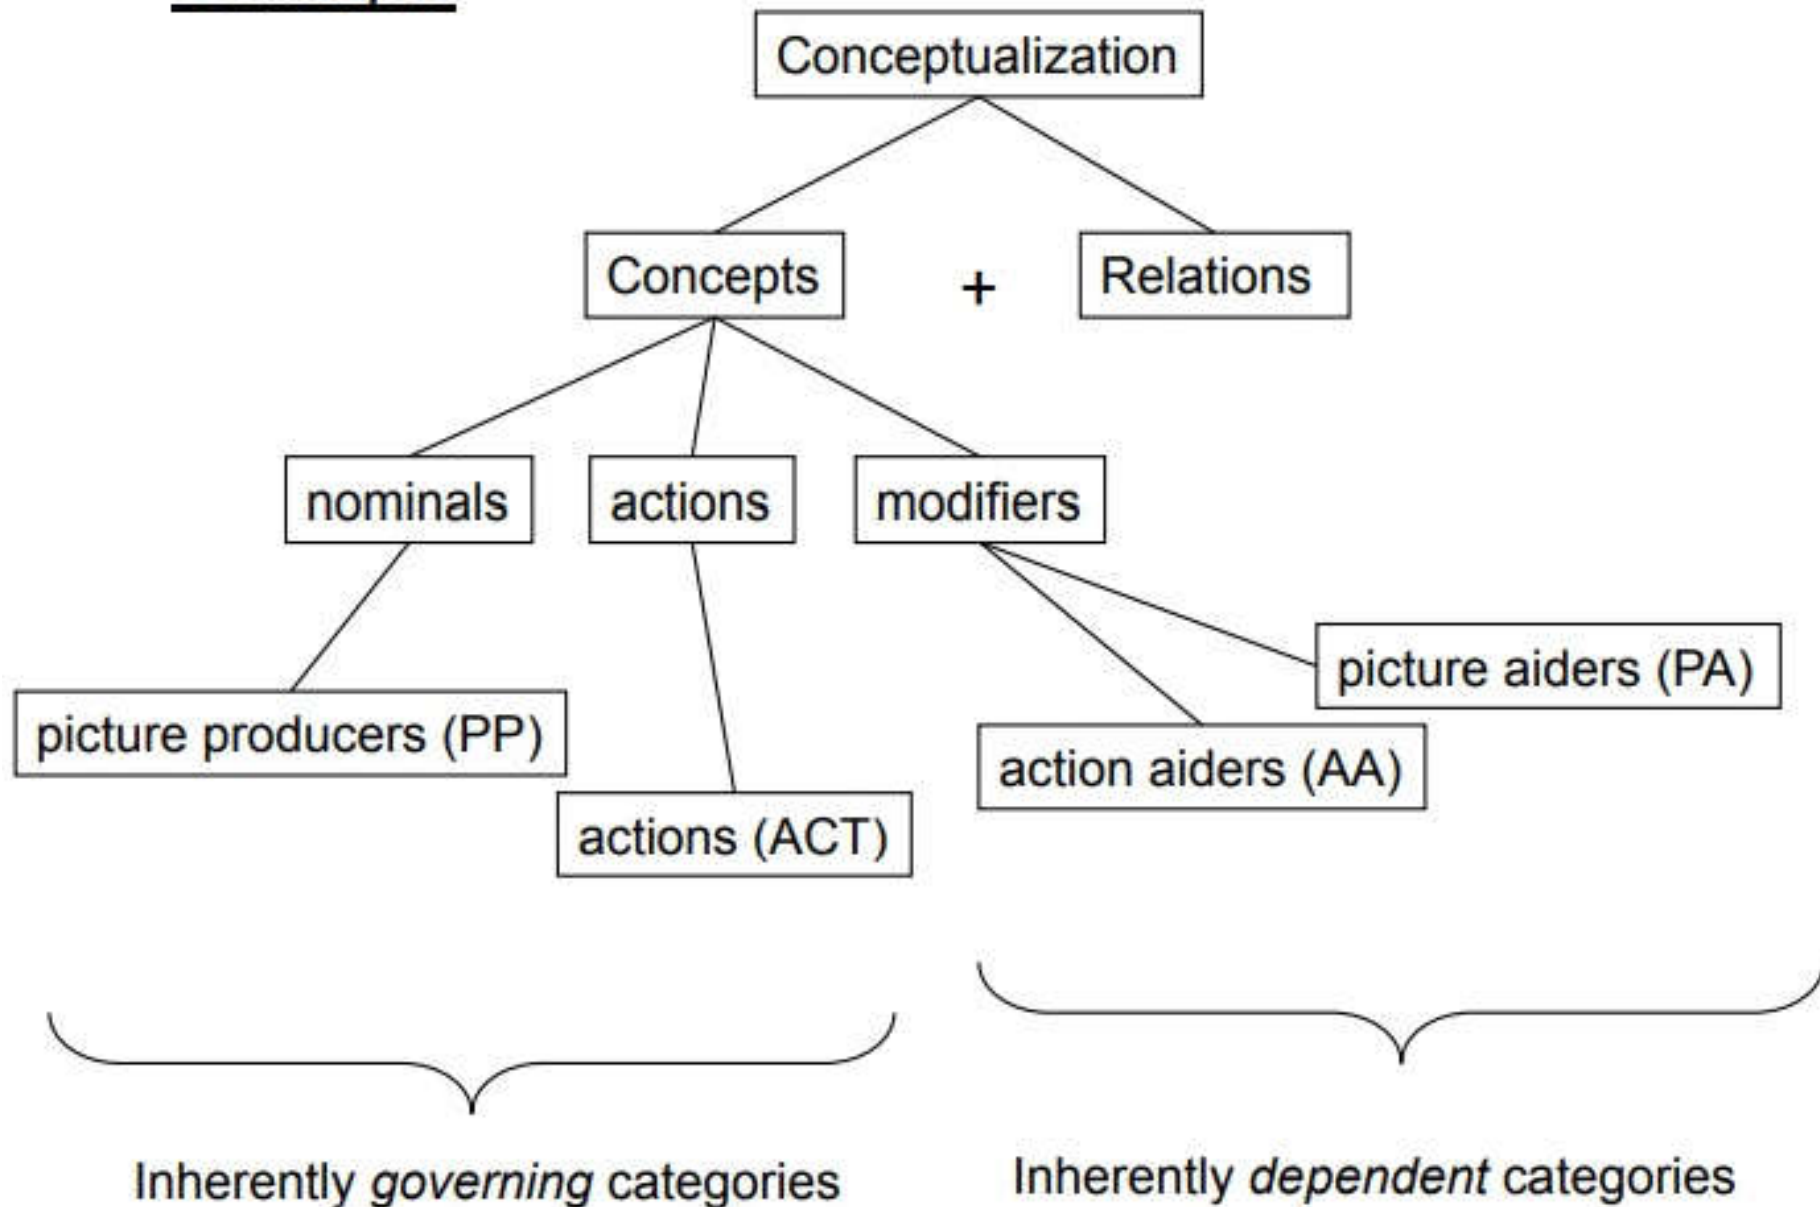 Conceptualization
Concepts
+
Relations
nominals
actions
modifiers
picture aiders (PA)
picture producers (PP)
action aiders (AA)
actions (ACT)
Inherently governing categories
Inherently dependent categories